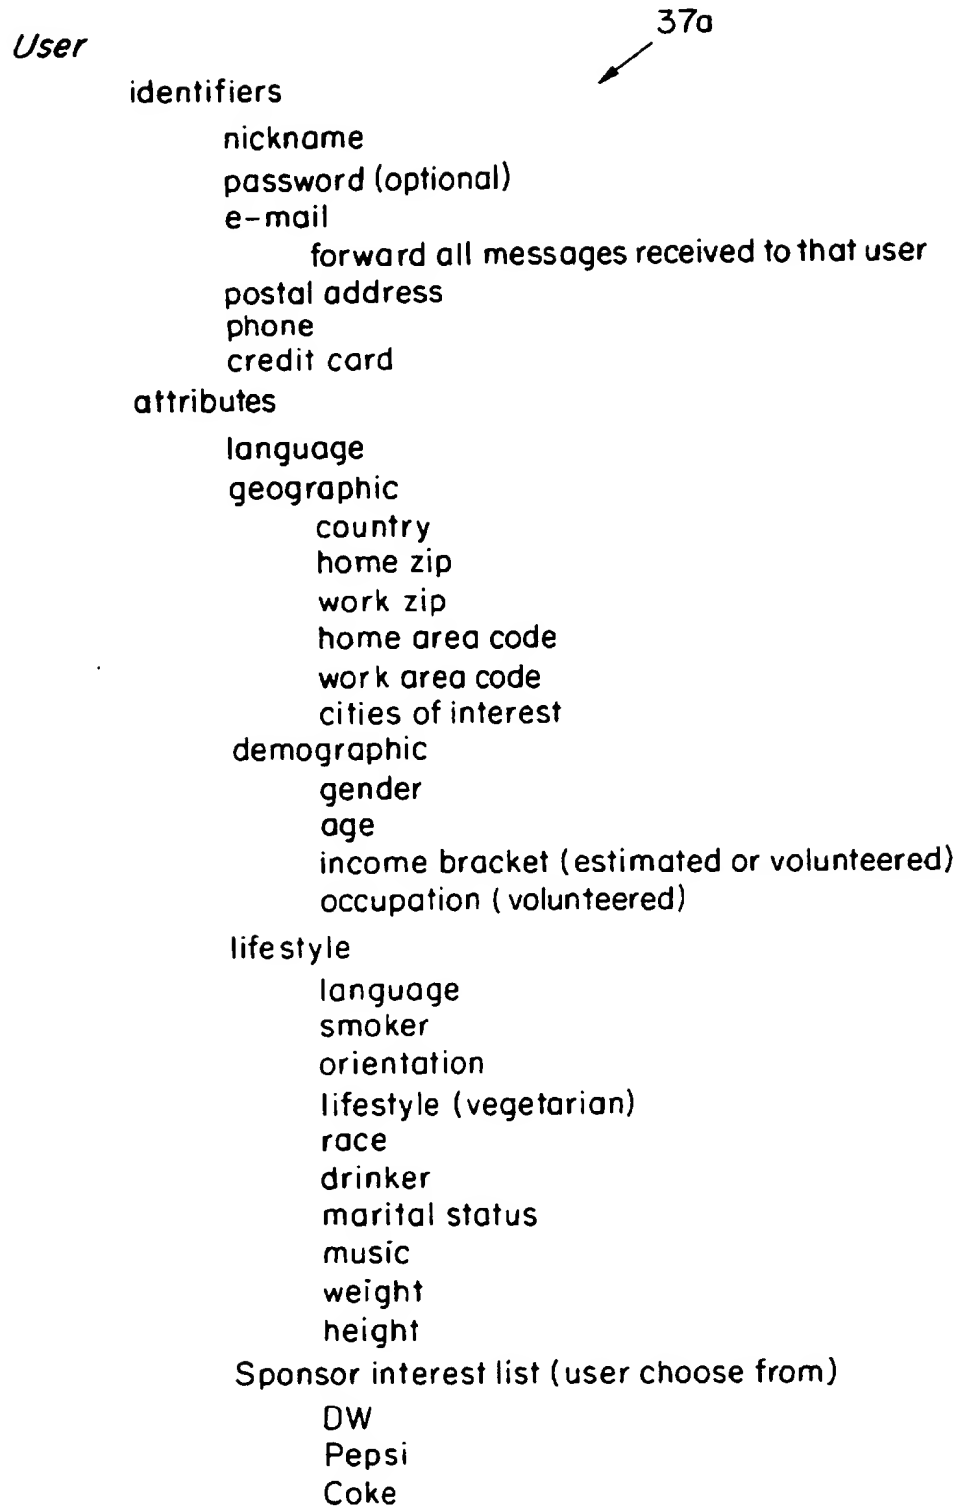 37a
User
identifiers
nickname
password (optional)
e-mail
forward all messages received to that user
postal address
phone
credit card
attributes
language
geographic
country
home zip
work zip
home area code
work area code
cities of interest
demographic
gender
age
income bracket (estimated or volunteered)
occupation (volunteered)
lifestyle
language
smoker
orientation
lifestyle (vegetarian)
race
drinker
marital status
music
weight
height
Sponsor interest list (user choose from)
DW
Pepsi
Coke